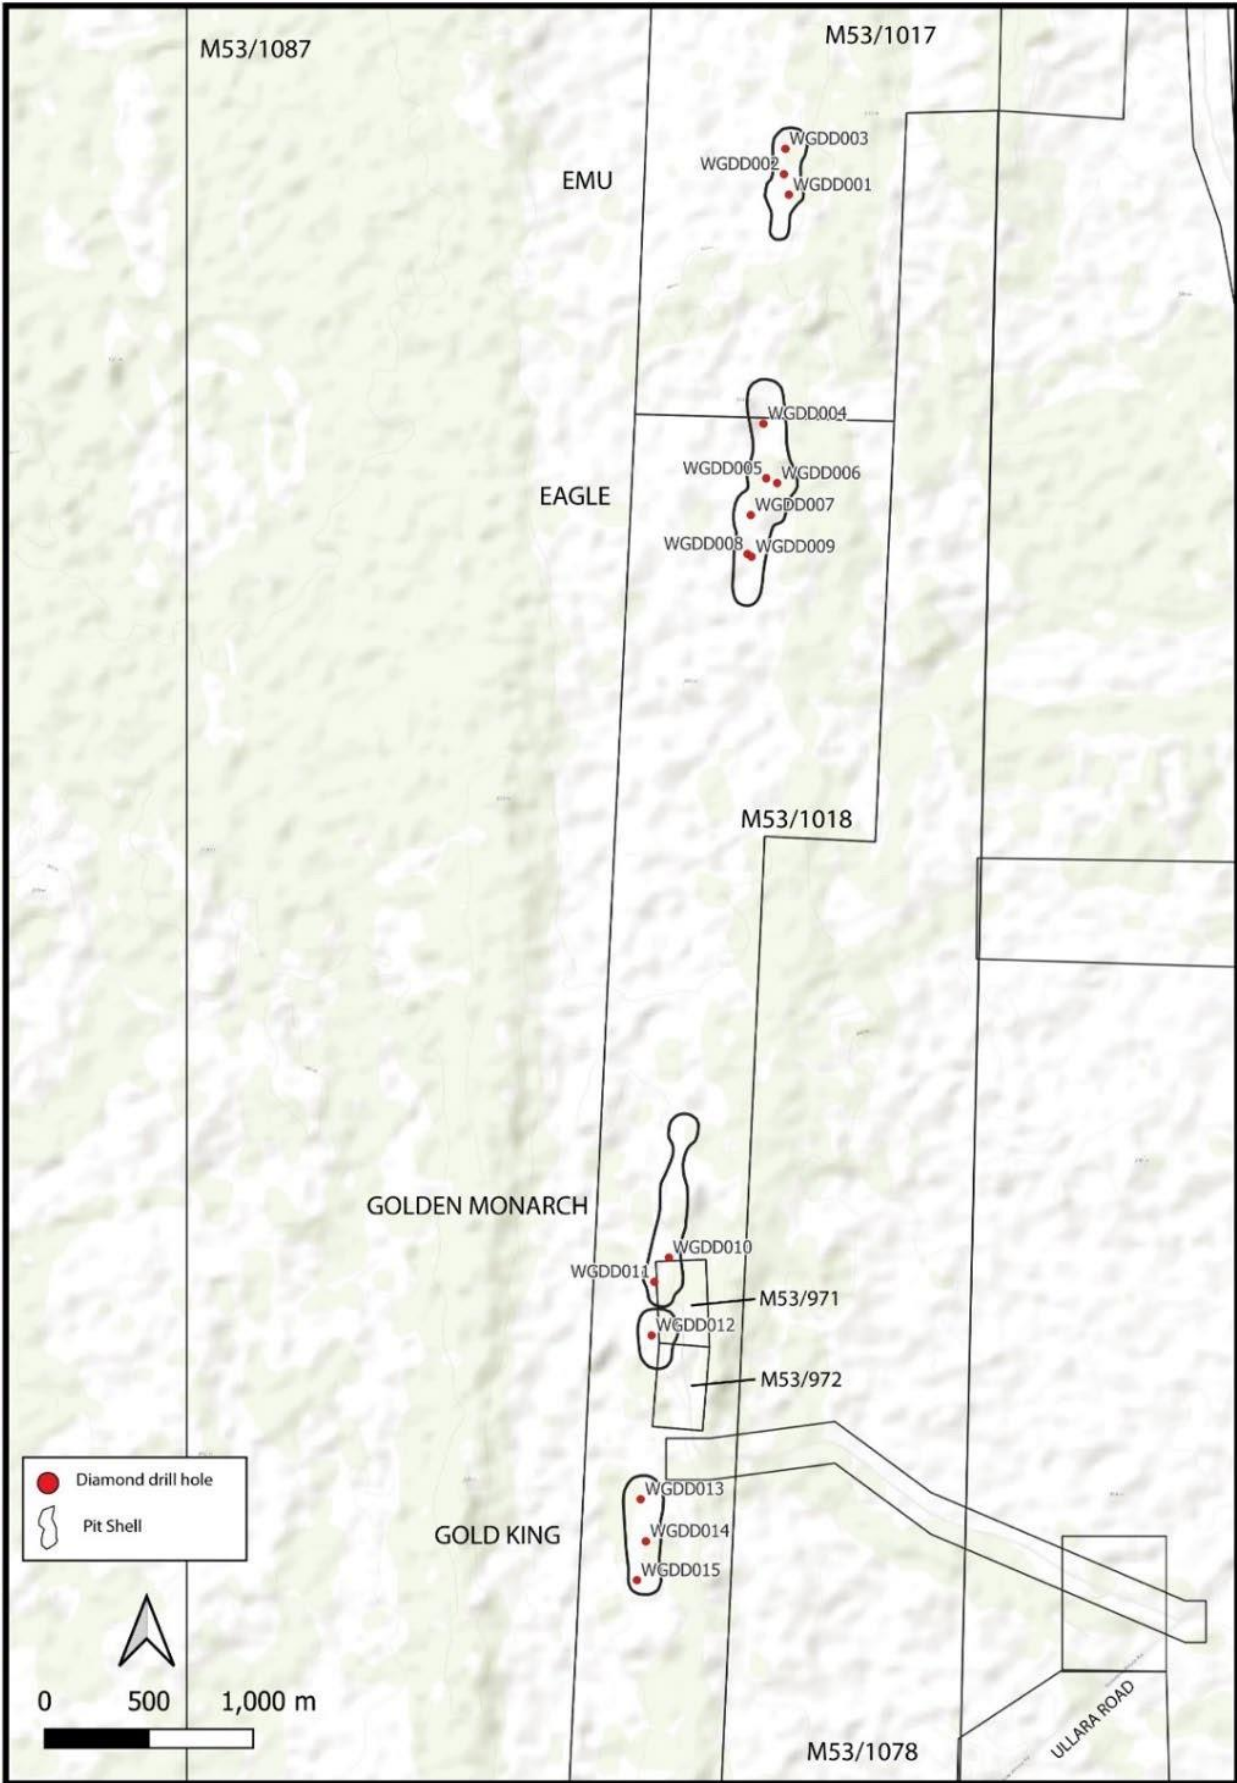 M53/1087
M53/1017
WGDD003
WGDD002
WGDD001
EMU
WGDD004
WGDD005
WGDD006
EAGLE
WGDD007
WGDD008
WGDD009
M53/1018
GOLDEN MONARCH
WGDD010
WGDD011
M53/971
WGDD012
M53/972
Diamond drill hole
Pit Shell
WGDD013
WGDD014
GOLD KING
WGDD015
0 500 1,000 m
ULLARA ROAD
M53/1078